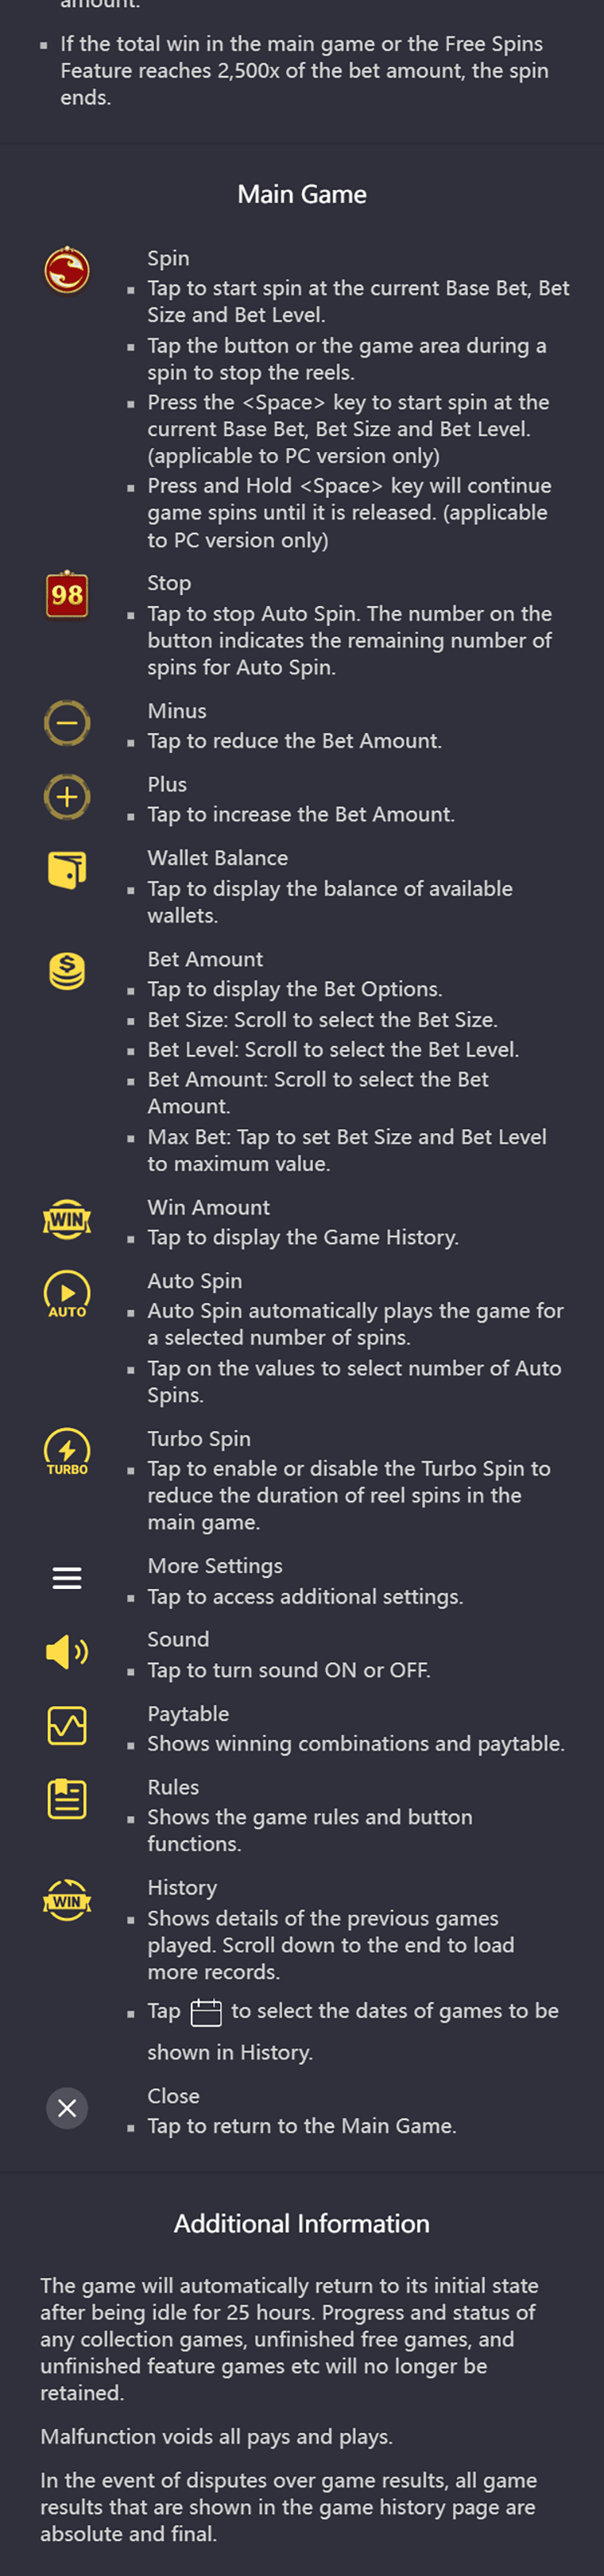 amount.
▪ If the total win in the main game or the Free Spins
Feature reaches 2,500x of the bet amount, the spin
ends.
Main Game
Spin
▪ Tap to start spin at the current Base Bet, Bet
Size and Bet Level.
▪ Tap the button or the game area during a
spin to stop the reels.
▪ Press the <Space> key to start spin at the
current Base Bet, Bet Size and Bet Level.
(applicable to PC version only)
▪ Press and Hold <Space> key will continue
game spins until it is released. (applicable
to PC version only)
98
Stop
▪ Tap to stop Auto Spin. The number on the
button indicates the remaining number of
spins for Auto Spin.
Minus
▪ Tap to reduce the Bet Amount.
Plus
▪ Tap to increase the Bet Amount.
Wallet Balance
▪ Tap to display the balance of available
wallets.
Bet Amount
▪ Tap to display the Bet Options.
▪ Bet Size: Scroll to select the Bet Size.
▪ Bet Level: Scroll to select the Bet Level.
▪ Bet Amount: Scroll to select the Bet
Amount.
▪ Max Bet: Tap to set Bet Size and Bet Level
to maximum value.
WIN
Win Amount
▪ Tap to display the Game History.
AUTO
Auto Spin
▪ Auto Spin automatically plays the game for
a selected number of spins.
▪ Tap on the values to select number of Auto
Spins.
TURBO
Turbo Spin
▪ Tap to enable or disable the Turbo Spin to
reduce the duration of reel spins in the
main game.
More Settings
▪ Tap to access additional settings.
Sound
▪ Tap to turn sound ON or OFF.
Paytable
▪ Shows winning combinations and paytable.
Rules
▪ Shows the game rules and button
functions.
WIN
History
▪ Shows details of the previous games
played. Scroll down to the end to load
more records.
▪ Tap to select the dates of games to be
shown in History.
Close
▪ Tap to return to the Main Game.
Additional Information
The game will automatically return to its initial state
after being idle for 25 hours. Progress and status of
any collection games, unfinished free games, and
unfinished feature games etc will no longer be
retained.
Malfunction voids all pays and plays.
In the event of disputes over game results, all game
results that are shown in the game history page are
absolute and final.